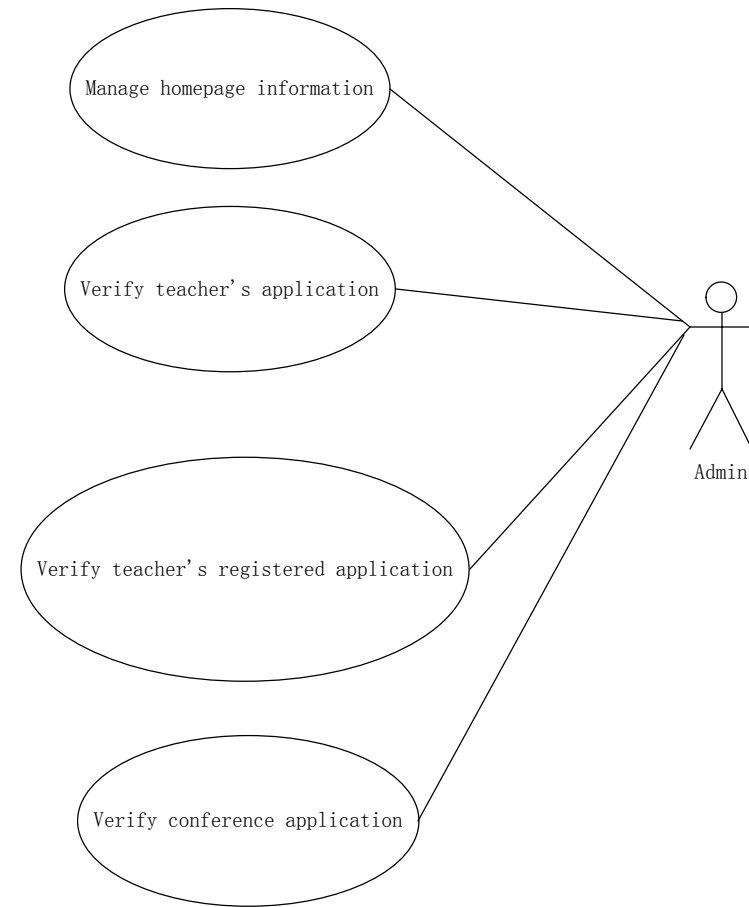 Manage homepage information
Verify teacher's application
Admin
Verify teacher's registered application
Verify conference application